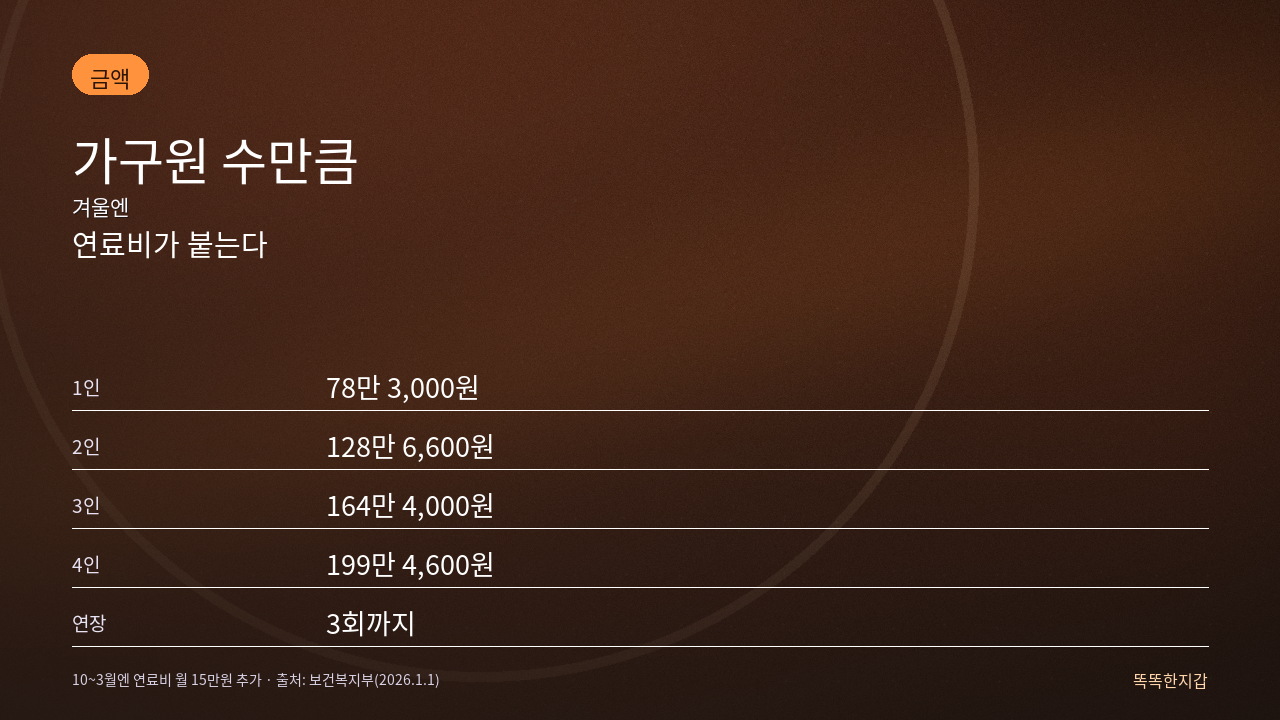 금액
가구원 수만큼
겨울엔
연료비가 붙는다
1인 78만 3,000원
2인 128만 6,600원
3인 164만 4,000원
4인 199만 4,600원
연장 3회까지
10~3월엔 연료비 월 15만원 추가 · 출처: 보건복지부(2026.1.1)
똑똑한지갑